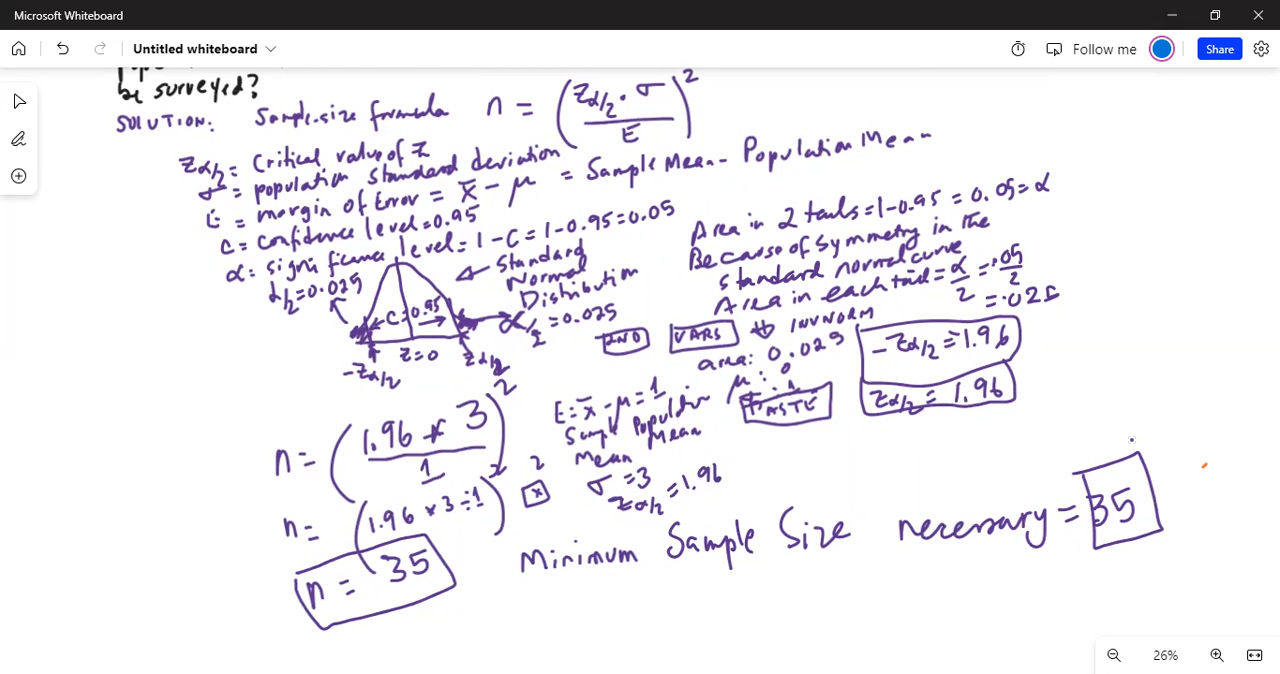 Microsoft Whiteboard
Untitled whiteboard
Follow me
Share
be surveyed?
SOLUTION: Sample size formula n = (Zα/2 · σ / E)²
Zα/2 = Critical value of Z
σ = population standard deviation
E = margin of Error = x̄ - μ = Sample Mean - Population Mean
C = confidence level = 0.95
α = significance level = 1 - C = 1 - 0.95 = 0.05
α/2 = 0.025
Standard
Normal
Distribution
C = 0.95
α/2 = 0.025
-Zα/2
Z=0
Zα/2
Area in 2 tails = 1 - 0.95 = 0.05 = α
Because of Symmetry in the
standard normal curve
Area in each tail = α/2 = .05/2
= .025
2ND VARS INVNORM
area: 0.025
μ: 0
σ: 1
PASTE
-Zα/2 = -1.96
Zα/2 = 1.96
n = (1.96 * 3 / 1)²
E = x̄ - μ = 1
Sample Population
Mean Mean
σ = 3
Zα/2 = 1.96
n = (1.96 * 3 ÷ 1)²
n = 35
Minimum Sample Size necessary = 35
26%